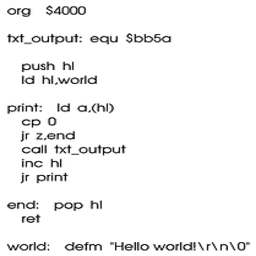 org $4000
txt_output: equ $bb5a
push hl
ld hl,world
print: ld a,(hl)
cp 0
jr z,end
call txt_output
inc hl
jr print
end: pop hl
ret
world: defm "Hello world!\r\n\0"